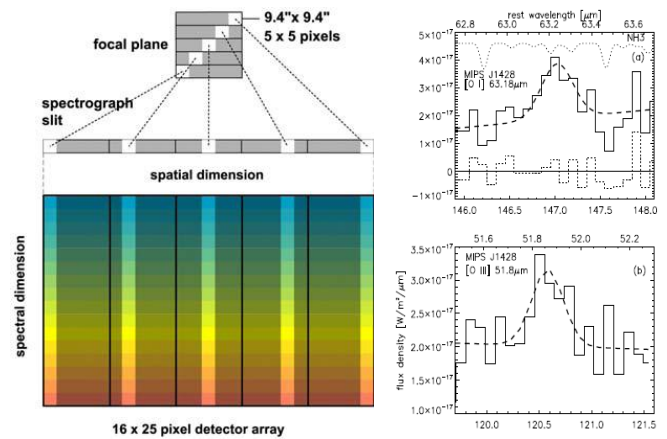 9.4"x 9.4"
5 x 5 pixels
focal plane
spectrograph
slit
spatial dimension
spectral dimension
16 x 25 pixel detector array
rest wavelength [μm]
62.8 63.0 63.2 63.4 63.6
5×10⁻¹⁷
4×10⁻¹⁷
3×10⁻¹⁷
2×10⁻¹⁷
1×10⁻¹⁷
0
−1×10⁻¹⁷
NH3
(a)
MIPS J1428
[O I] 63.18μm
146.0 146.5 147.0 147.5 148.0
51.6 51.8 52.0 52.2
flux density [W/m²/μm]
3.5×10⁻¹⁷
3.0×10⁻¹⁷
2.5×10⁻¹⁷
2.0×10⁻¹⁷
1.5×10⁻¹⁷
1.0×10⁻¹⁷
MIPS J1428
(b)
[O III] 51.8μm
120.0 120.5 121.0 121.5